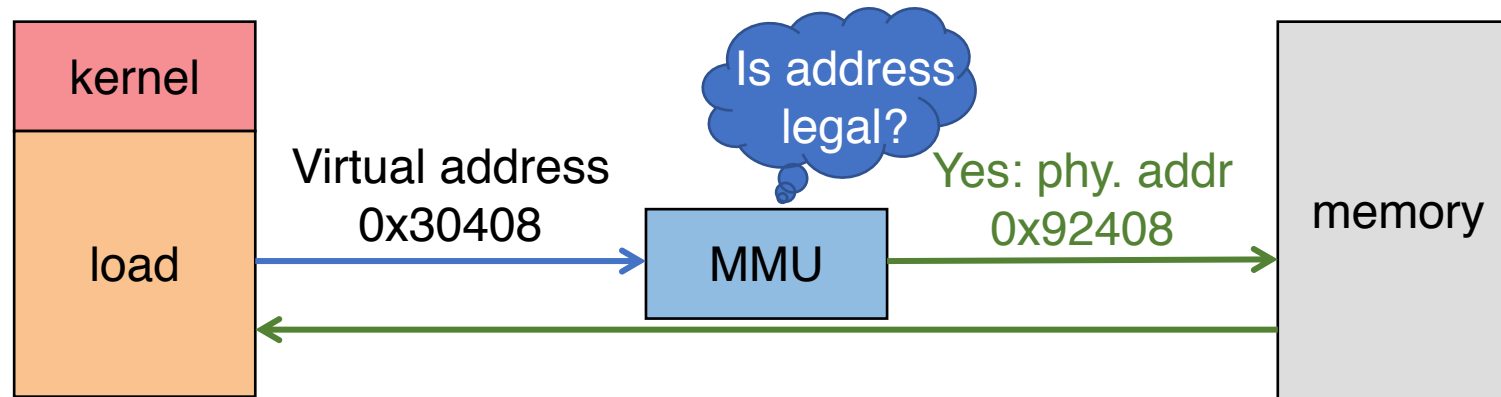 kernel
load
Virtual address
0x30408
Is address
legal?
MMU
Yes: phy. addr
0x92408
memory